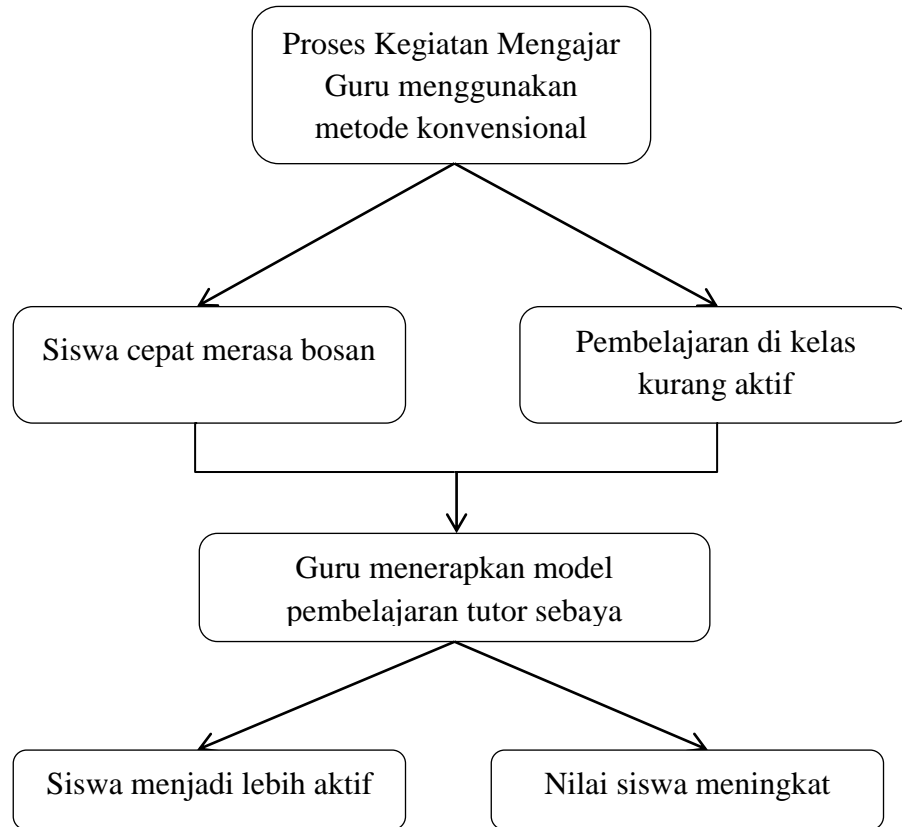 Proses Kegiatan Mengajar
Guru menggunakan
metode konvensional
Siswa cepat merasa bosan
Pembelajaran di kelas
kurang aktif
Guru menerapkan model
pembelajaran tutor sebaya
Siswa menjadi lebih aktif
Nilai siswa meningkat